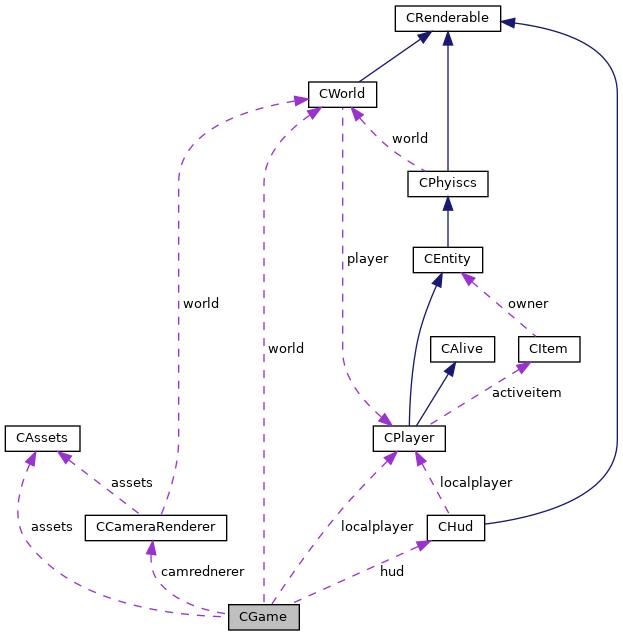 CRenderable
CWorld
world
CPhyiscs
player
CEntity
world
owner
world
CAlive
CItem
activeitem
CAssets
CPlayer
assets
localplayer
assets
CCameraRenderer
localplayer
CHud
camrednerer
hud
CGame